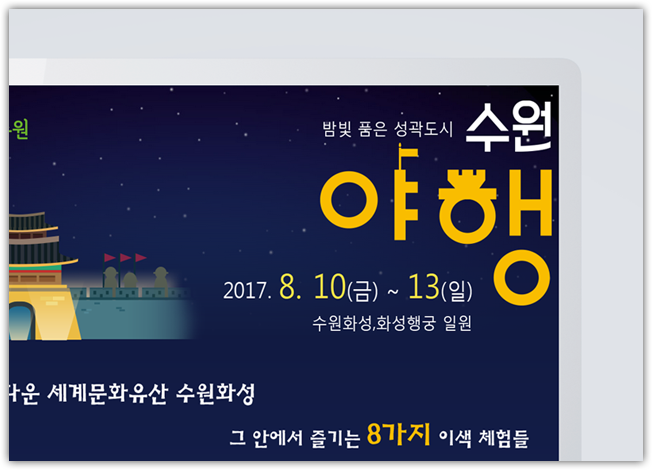 밤빛 품은 성곽도시 수원
야행
2017. 8. 10(금) ~ 13(일)
수원화성,화성행궁 일원
다운 세계문화유산 수원화성
그 안에서 즐기는 8가지 이색 체험들